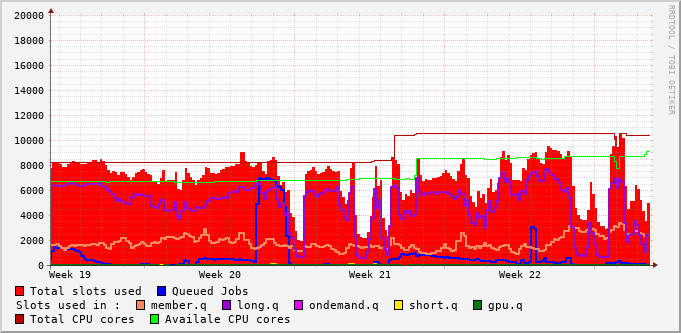 RRDTOOL / TOBI OETIKER
20000
18000
16000
14000
12000
10000
8000
6000
4000
2000
0
Week 19 Week 20 Week 21 Week 22
Total slots used Queued Jobs
Slots used in : member.q long.q ondemand.q short.q gpu.q
Total CPU cores Availale CPU cores